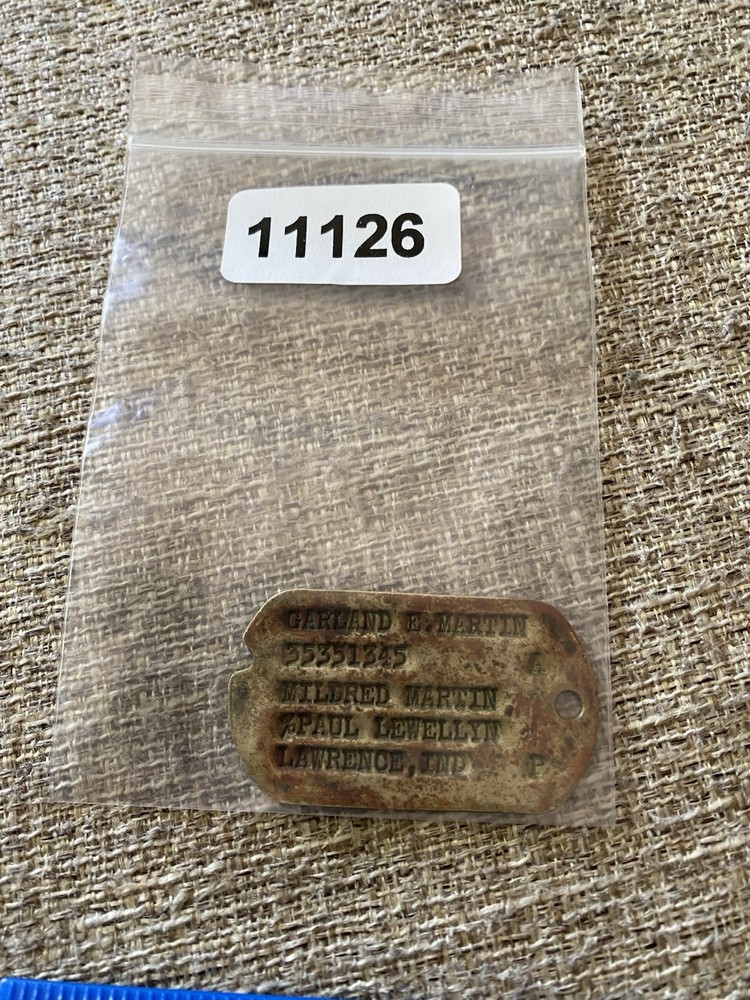 11126
GARLAND E. MARTIN
35351345 A
MILDRED MARTIN
%PAUL LEWELLYN
LAWRENCE, IND P